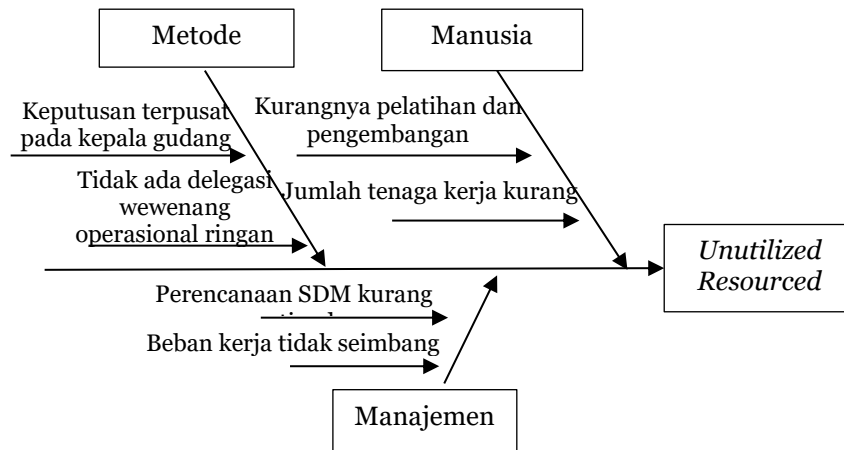 Metode
Manusia
Keputusan terpusat
pada kepala gudang
Kurangnya pelatihan dan
pengembangan
Tidak ada delegasi
wewenang
operasional ringan
Jumlah tenaga kerja kurang
Unutilized
Resourced
Perencanaan SDM kurang
Beban kerja tidak seimbang
Manajemen